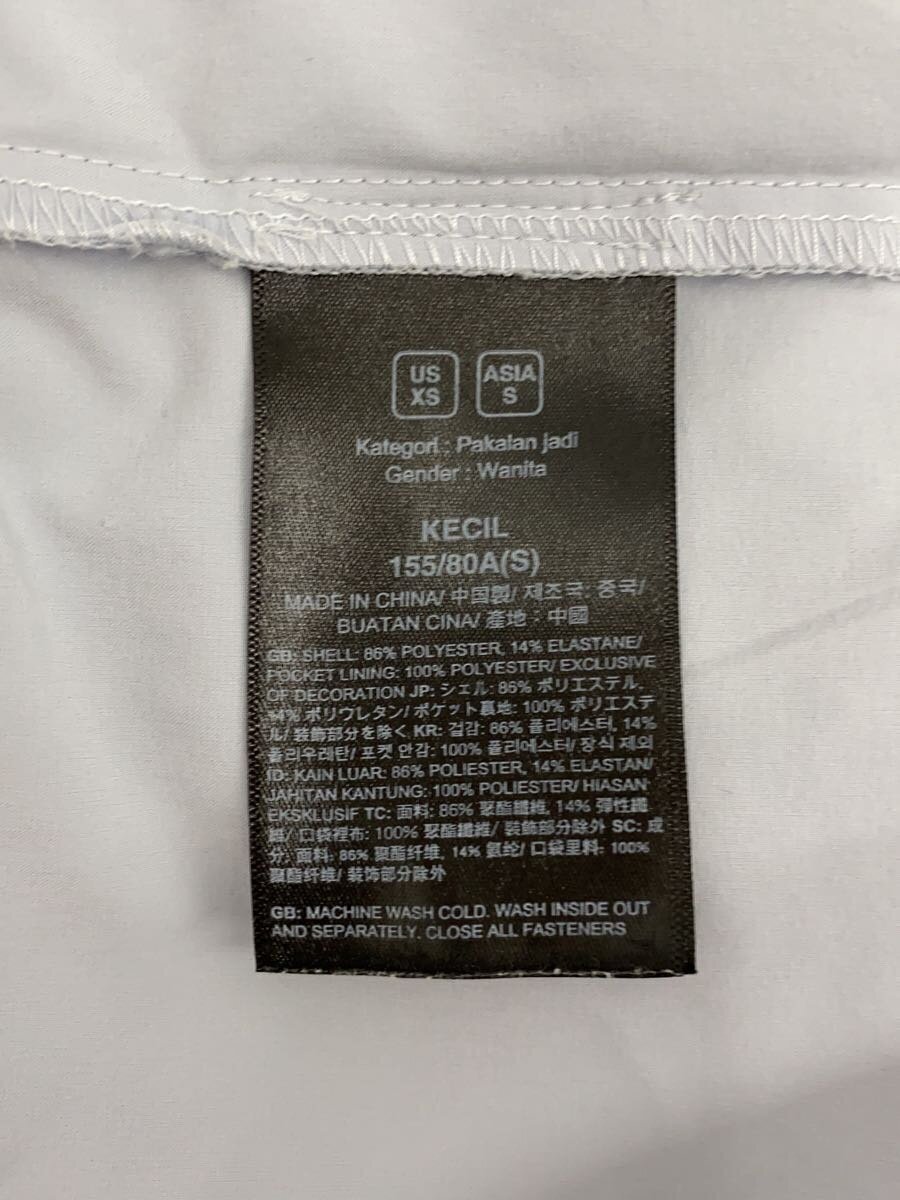 US
XS
ASIA
S
Kategori : Pakaian jadi
Gender : Wanita
KECIL
155/80A(S)
MADE IN CHINA/ 中国製/ 제조국: 중국/
BUATAN CINA/ 產地：中國
GB: SHELL: 86% POLYESTER, 14% ELASTANE/
POCKET LINING: 100% POLYESTER/ EXCLUSIVE
OF DECORATION JP: シェル: 86% ポリエステル,
14% ポリウレタン/ ポケット裏地: 100% ポリエステ
ル/ 装飾部分を除く KR: 겉감: 86% 폴리에스터, 14%
폴리우레탄/ 포켓 안감: 100% 폴리에스터/ 장식 제외
ID: KAIN LUAR: 86% POLIESTER, 14% ELASTAN/
JAHITAN KANTUNG: 100% POLIESTER/ HIASAN
EKSKLUSIF TC: 面料: 86% 聚酯纖維, 14% 彈性纖
維/ 口袋裡布: 100% 聚酯纖維/ 裝飾部分除外 SC: 成
分: 面料: 86% 聚酯纤维, 14% 氨纶/ 口袋里料: 100%
聚酯纤维/ 装饰部分除外
GB: MACHINE WASH COLD. WASH INSIDE OUT
AND SEPARATELY. CLOSE ALL FASTENERS